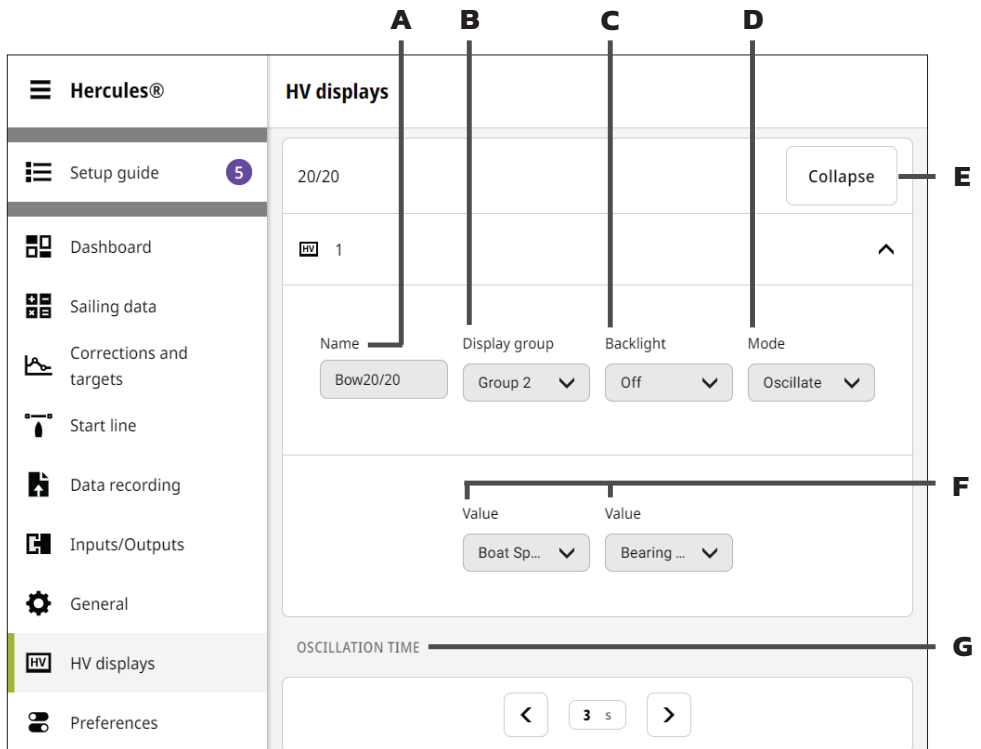 A B C D
Hercules®
HV displays
Setup guide 5
20/20
Collapse
E
Dashboard
HV 1
Sailing data
Corrections and
targets
Name
Display group
Backlight
Mode
Bow20/20
Group 2
Off
Oscillate
Start line
Data recording
F
Value
Value
Inputs/Outputs
Boat Sp...
Bearing ...
General
OSCILLATION TIME
G
HV HV displays
Preferences
3 s